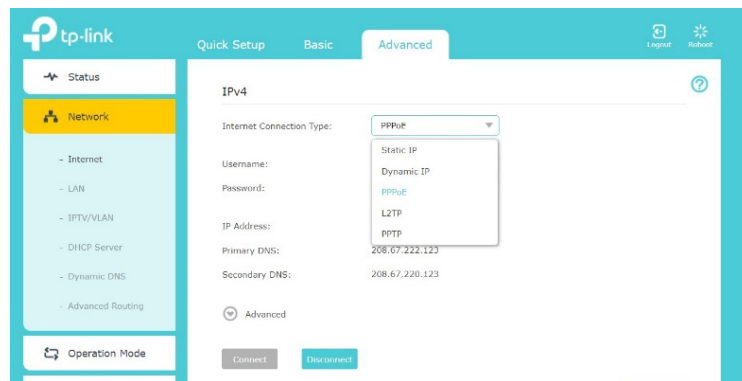 tp-link
Quick Setup Basic Advanced
Logout Reboot
Status
Network
- Internet
- LAN
- IPTV/VLAN
- DHCP Server
- Dynamic DNS
- Advanced Routing
Operation Mode
IPv4
Internet Connection Type: PPPoE
Static IP
Dynamic IP
PPPoE
L2TP
PPTP
Username:
Password:
IP Address:
Primary DNS: 208.67.222.123
Secondary DNS: 208.67.220.123
Advanced
Connect Disconnect